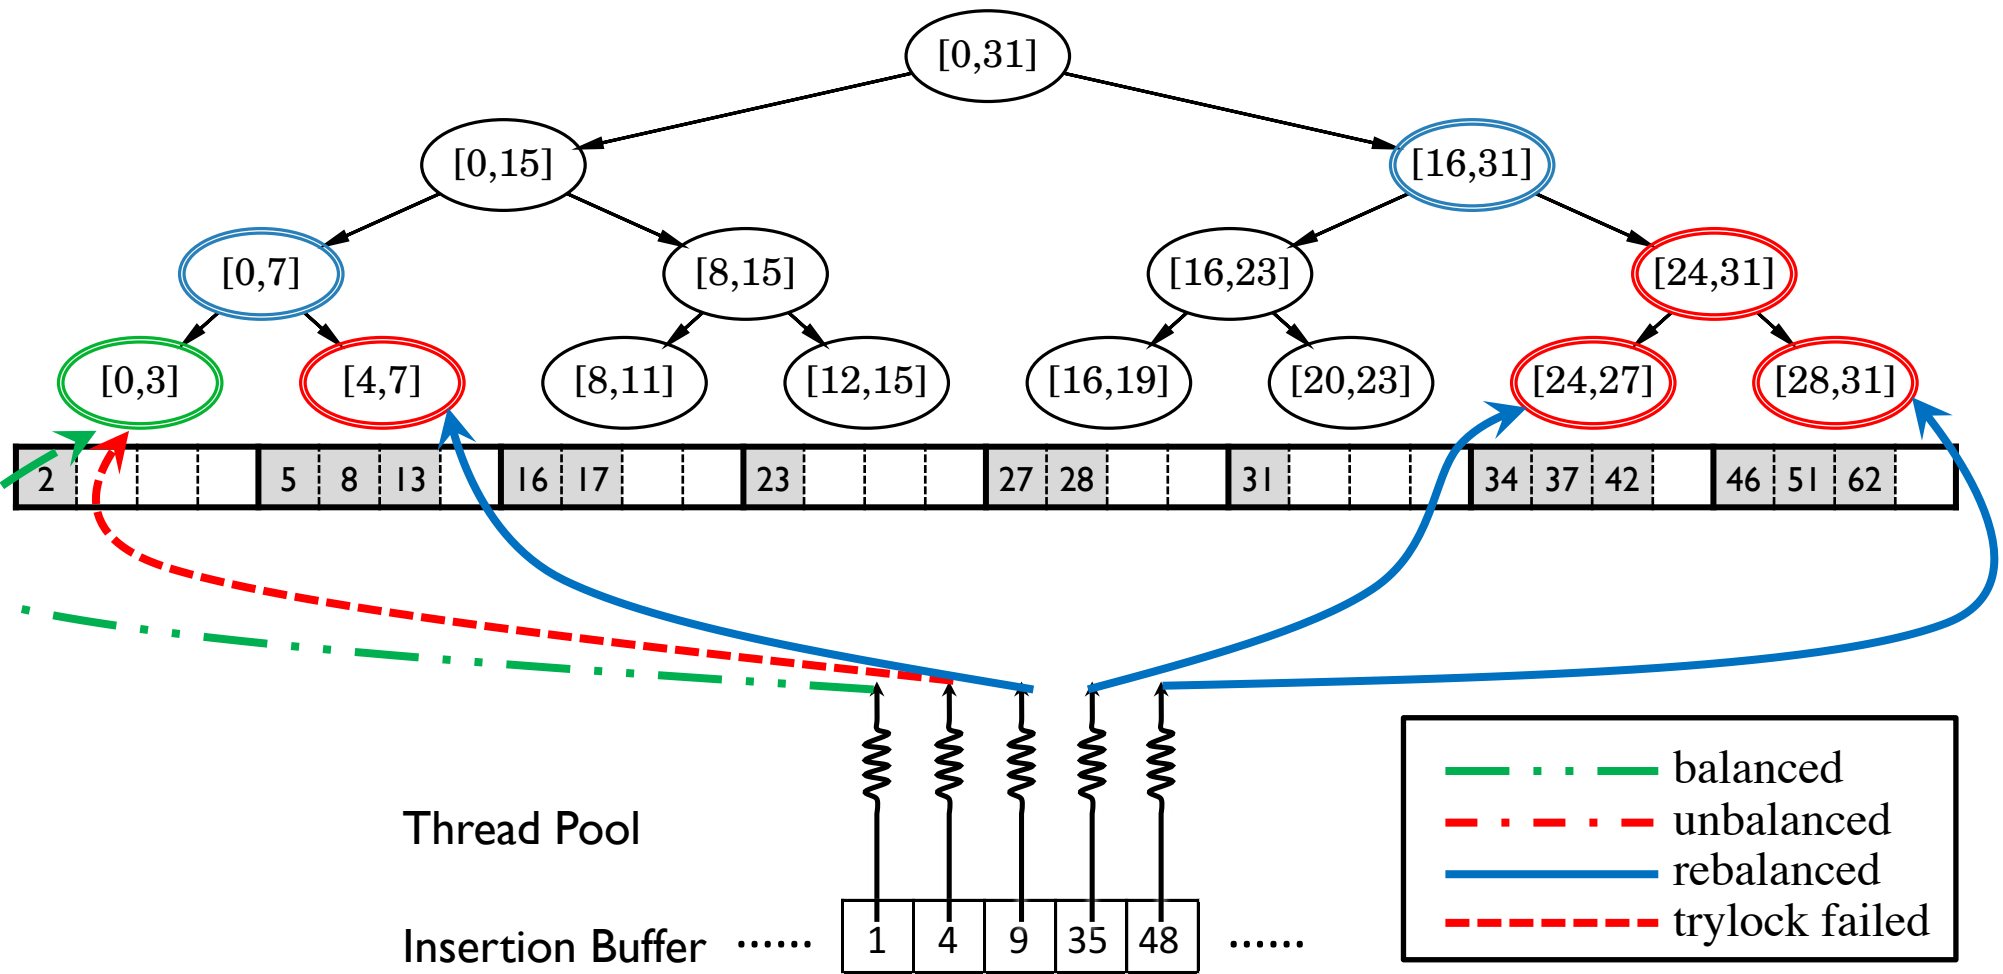 [0,31]
[0,15] [16,31]
[0,7] [8,15] [16,23] [24,31]
[0,3] [4,7] [8,11] [12,15] [16,19] [20,23] [24,27] [28,31]
2 5 8 13 16 17 23 27 28 31 34 37 42 46 51 62
balanced
unbalanced
rebalanced
trylock failed
Thread Pool
Insertion Buffer ...... 1 4 9 35 48 ......